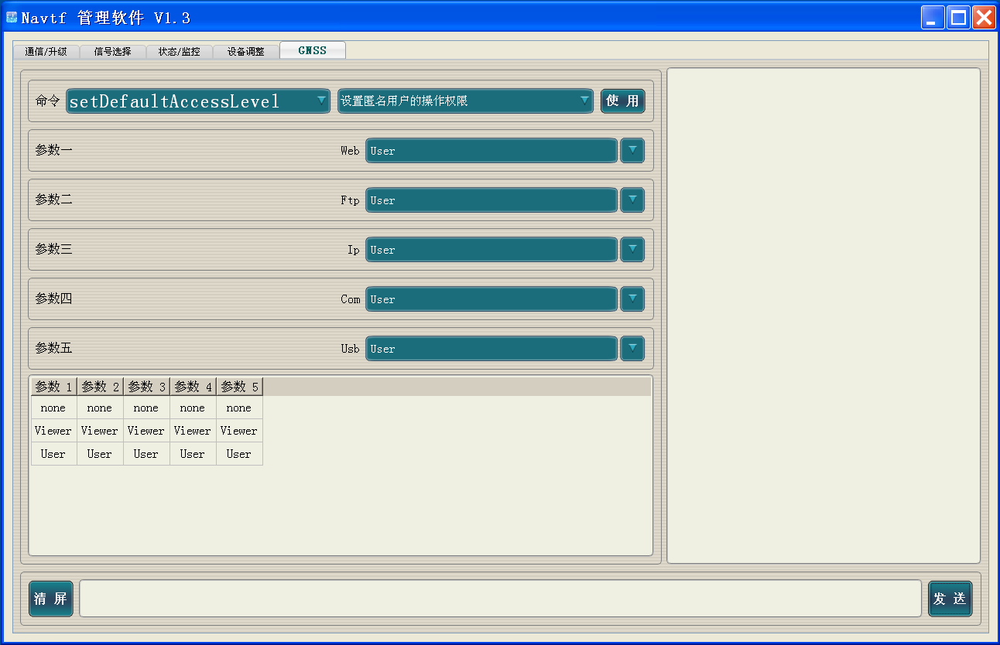 Navtf 管理软件 V1.3
通信/升级 信号选择 状态/监控 设备调整 GNSS
命令 setDefaultAccessLevel 设置匿名用户的操作权限 使 用
参数一 Web User
参数二 Ftp User
参数三 Ip User
参数四 Com User
参数五 Usb User
参数 1 参数 2 参数 3 参数 4 参数 5
none none none none none
Viewer Viewer Viewer Viewer Viewer
User User User User User
清 屏 发 送